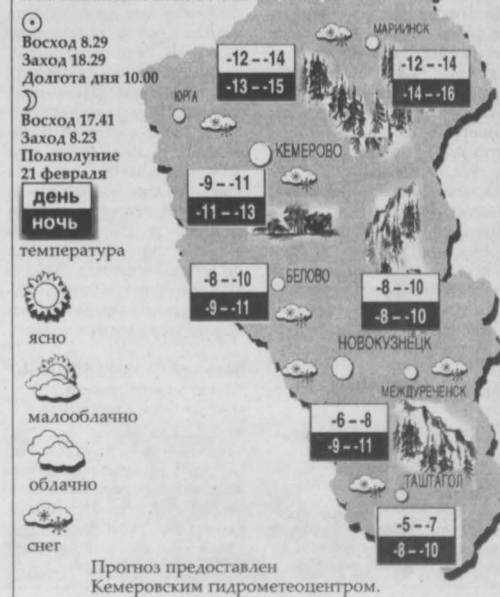 Восход 8.29
Заход 18.29
Долгота дня 10.00
Восход 17.41
Заход 8.23
Полнолуние
21 февраля
день
ночь
температура
ясно
малооблачно
облачно
снег
МАРИИНСК
-12 – -14
-13 – -15
-12 – -14
-14 – -16
ЮРГА
КЕМЕРОВО
-9 – -11
-11 – -13
БЕЛОВО
-8 – -10
-9 – -11
-8 – -10
-8 – -10
НОВОКУЗНЕЦК
МЕЖДУРЕЧЕНСК
-6 – -8
-9 – -11
ТАШТАГОЛ
-5 – -7
-8 – -10
Прогноз предоставлен
Кемеровским гидрометеоцентром.